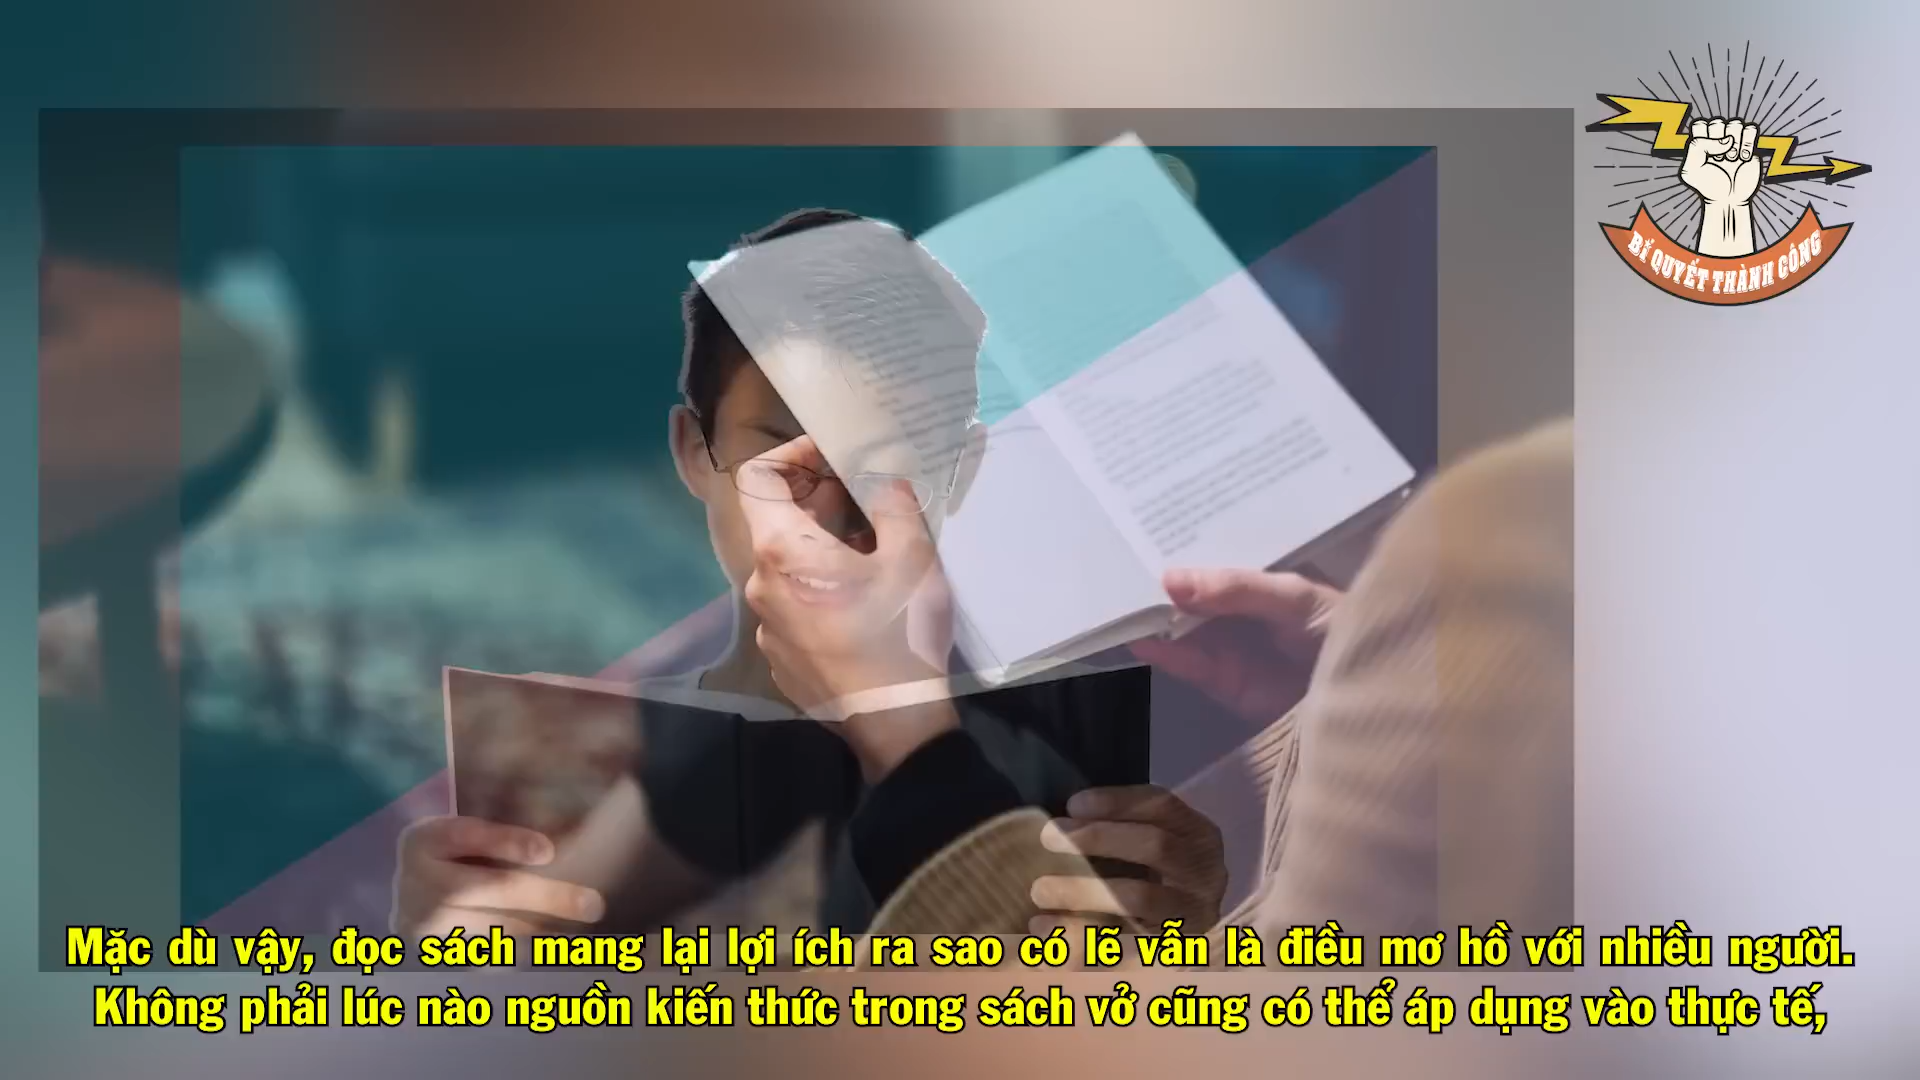 BÍ QUYẾT THÀNH CÔNG
Mặc dù vậy, đọc sách mang lại lợi ích ra sao có lẽ vẫn là điều mơ hồ với nhiều người.
Không phải lúc nào nguồn kiến thức trong sách vở cũng có thể áp dụng vào thực tế,